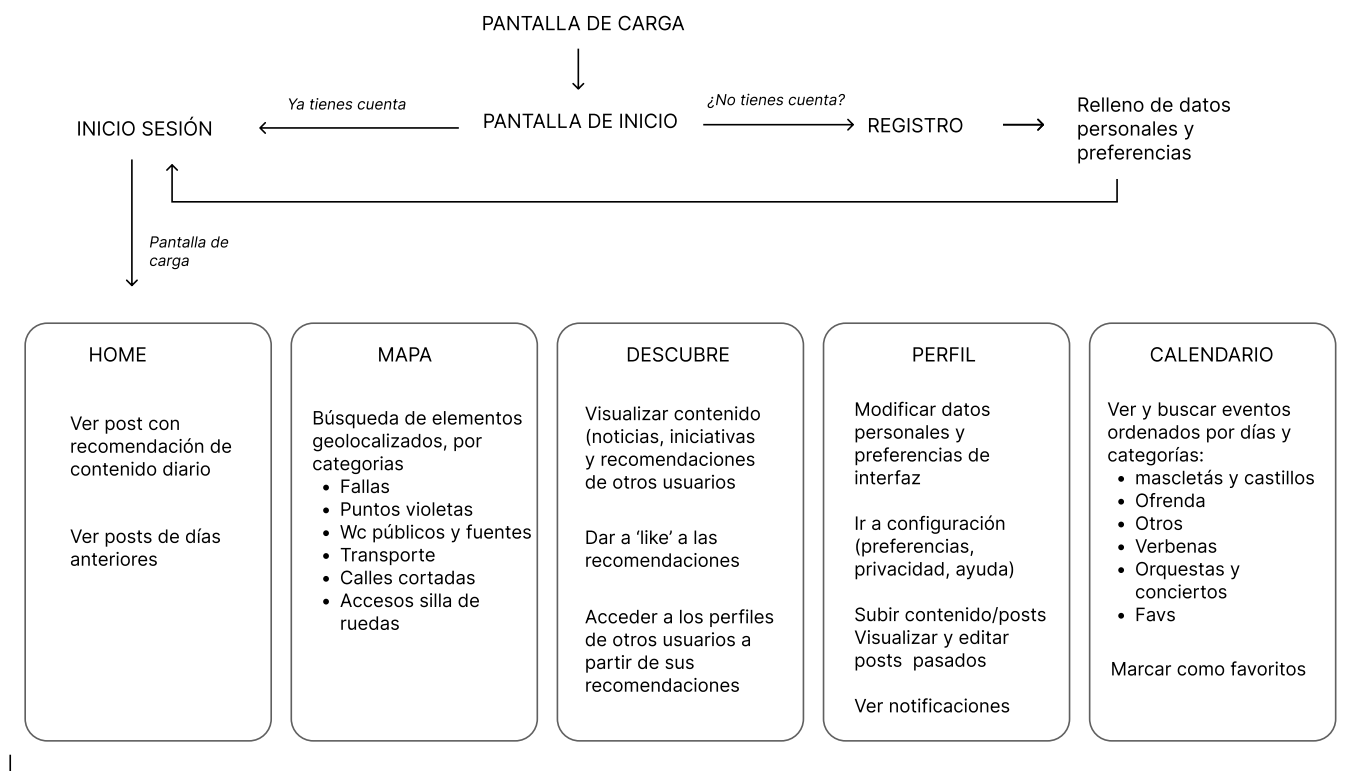 PANTALLA DE CARGA
Ya tienes cuenta
¿No tienes cuenta?
INICIO SESIÓN
PANTALLA DE INICIO
REGISTRO
Relleno de datos
personales y
preferencias
Pantalla de
carga
HOME
Ver post con
recomendación de
contenido diario
Ver posts de días
anteriores
MAPA
Búsqueda de elementos
geolocalizados, por
categorias
• Fallas
• Puntos violetas
• Wc públicos y fuentes
• Transporte
• Calles cortadas
• Accesos silla de
ruedas
DESCUBRE
Visualizar contenido
(noticias, iniciativas
y recomendaciones
de otros usuarios
Dar a ‘like’ a las
recomendaciones
Acceder a los perfiles
de otros usuarios a
partir de sus
recomendaciones
PERFIL
Modificar datos
personales y
preferencias de
interfaz
Ir a configuración
(preferencias,
privacidad, ayuda)
Subir contenido/posts
Visualizar y editar
posts  pasados
Ver notificaciones
CALENDARIO
Ver y buscar eventos
ordenados por días y
categorías:
• mascletás y castillos
• Ofrenda
• Otros
• Verbenas
• Orquestas y
conciertos
• Favs
Marcar como favoritos